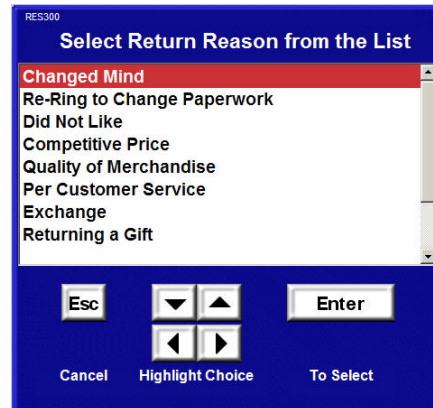 RES300
Select Return Reason from the List
Changed Mind
Re-Ring to Change Paperwork
Did Not Like
Competitive Price
Quality of Merchandise
Per Customer Service
Exchange
Returning a Gift
Esc
Enter
Cancel
Highlight Choice
To Select